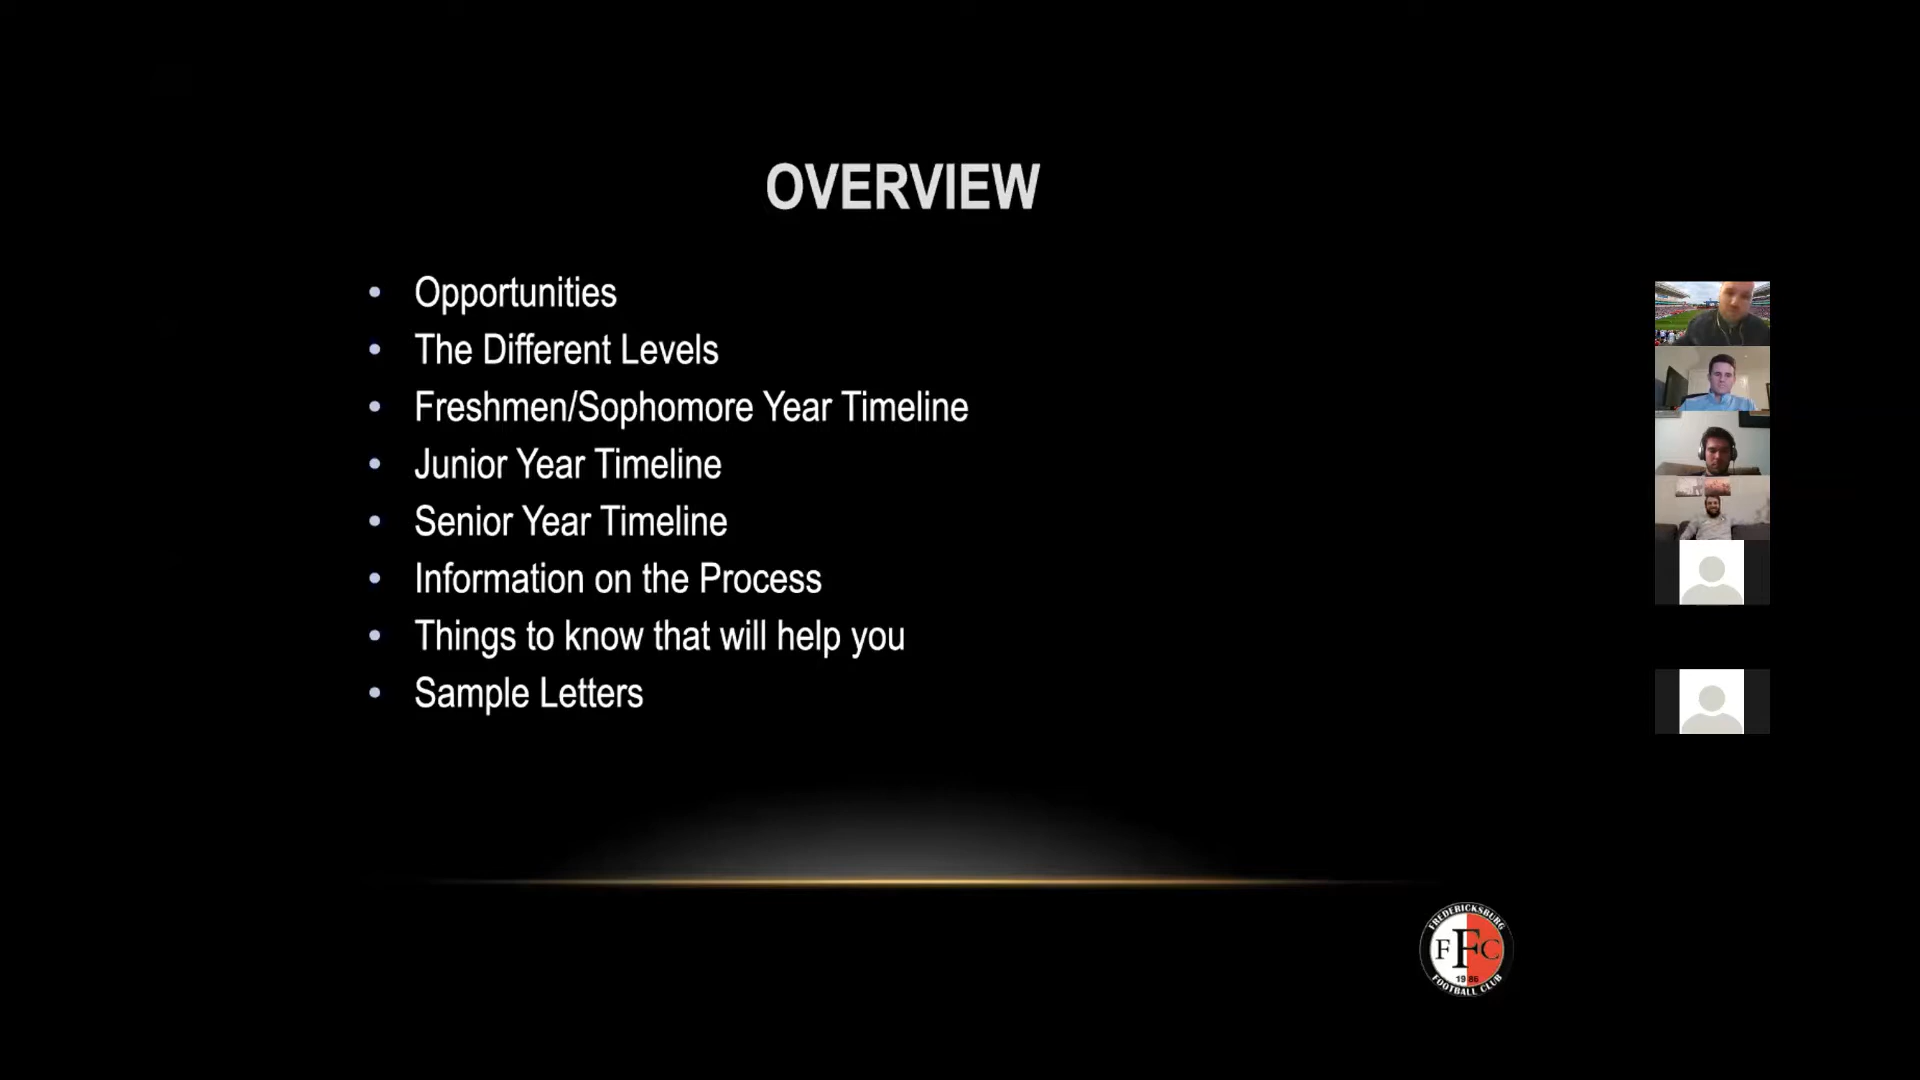 OVERVIEW
• Opportunities
• The Different Levels
• Freshmen/Sophomore Year Timeline
• Junior Year Timeline
• Senior Year Timeline
• Information on the Process
• Things to know that will help you
• Sample Letters
FREDERICKSBURG
FFC
1986
FOOTBALL CLUB